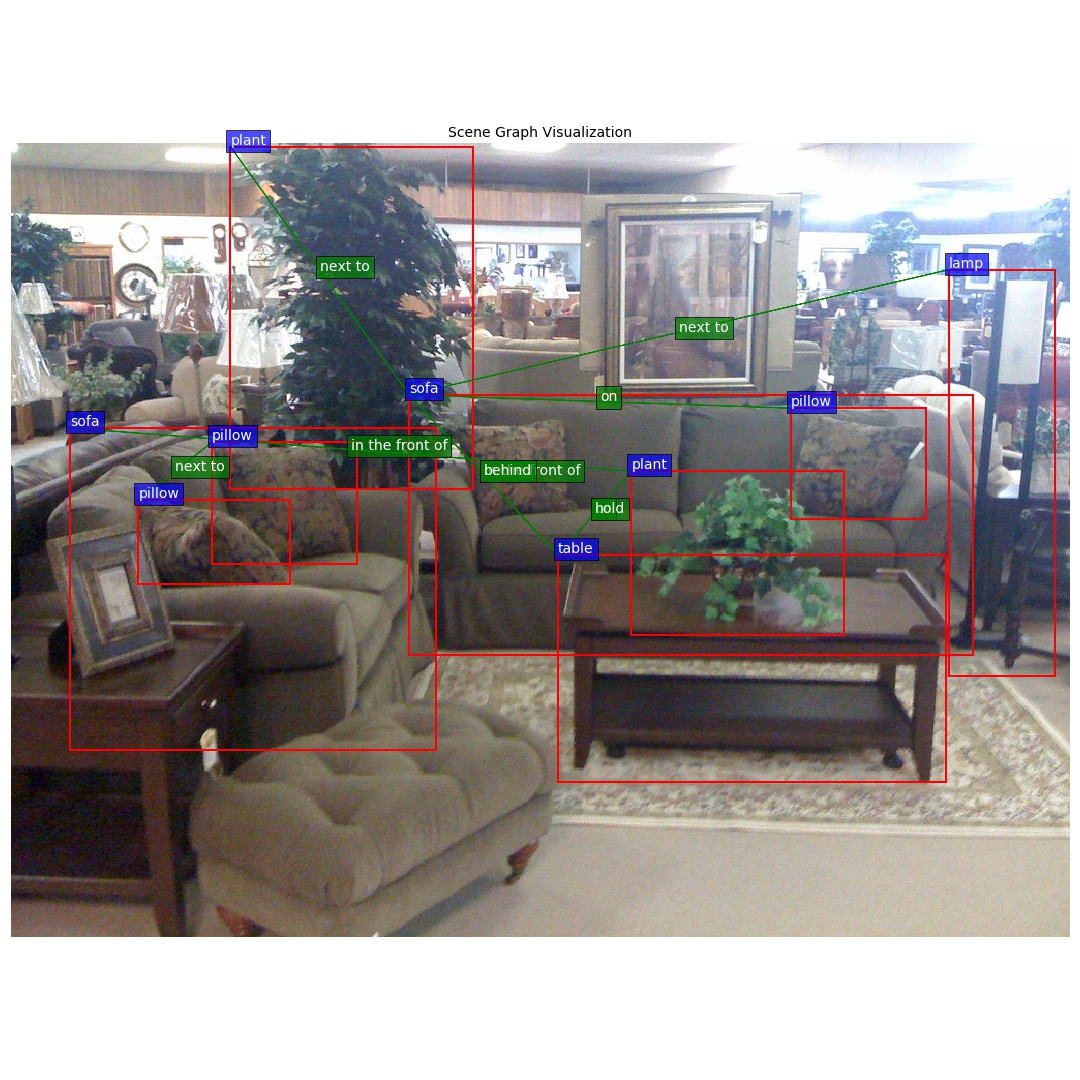 Scene Graph Visualization
plant
next to
lamp
next to
sofa
on
pillow
sofa
pillow
in the front of
next to
behind
ront of
plant
pillow
hold
table